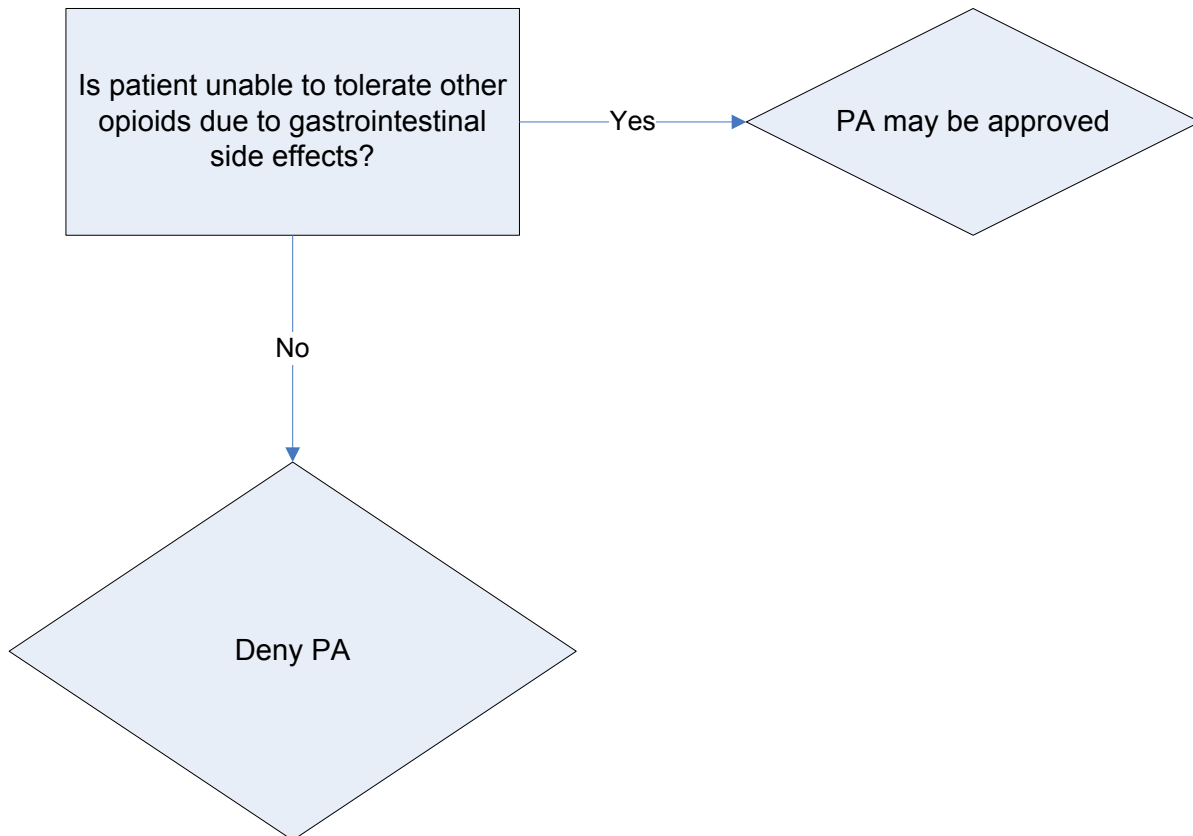 Is patient unable to tolerate other
opioids due to gastrointestinal
side effects?
Yes
PA may be approved
No
Deny PA